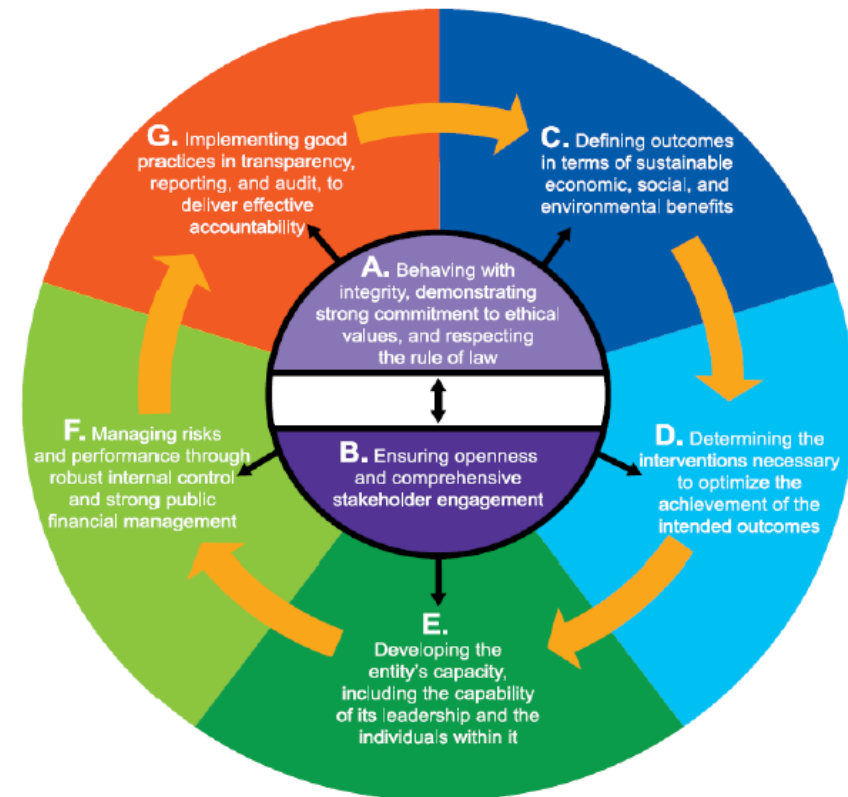 G. Implementing good
practices in transparency,
reporting, and audit, to
deliver effective
accountability
C. Defining outcomes
in terms of sustainable
economic, social, and
environmental benefits
A. Behaving with
integrity, demonstrating
strong commitment to ethical
values, and respecting
the rule of law
F. Managing risks
and performance through
robust internal control
and strong public
financial management
B. Ensuring openness
and comprehensive
stakeholder engagement
D. Determining the
interventions necessary
to optimize the
achievement of the
intended outcomes
E.
Developing the
entity's capacity,
including the capability
of its leadership and the
individuals within it